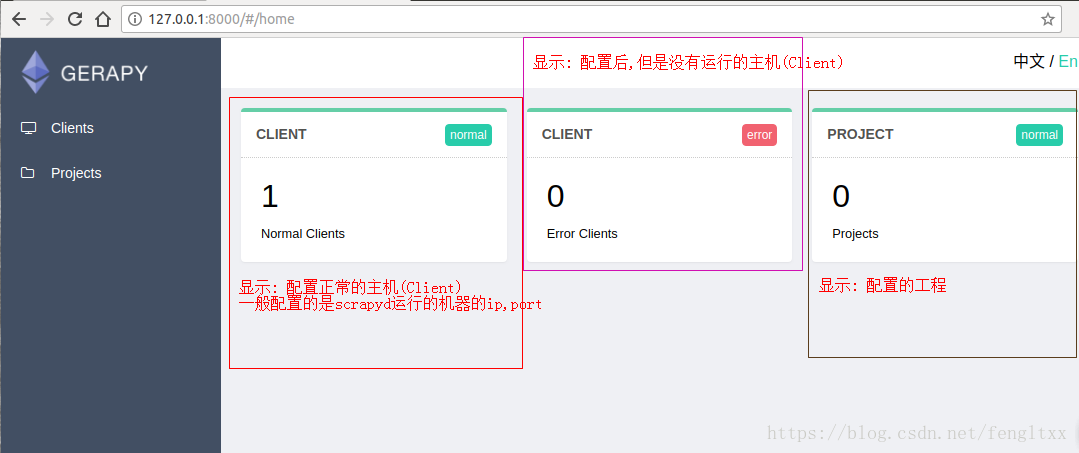 127.0.0.1:8000/#/home
GERAPY
Clients
Projects
显示: 配置后,但是没有运行的主机(Client)
中文 / En
CLIENT
normal
1
Normal Clients
显示: 配置正常的主机(Client)
一般配置的是scrapyd运行的机器的ip,port
CLIENT
error
0
Error Clients
PROJECT
normal
0
Projects
显示: 配置的工程
https://blog.csdn.net/fengltxx